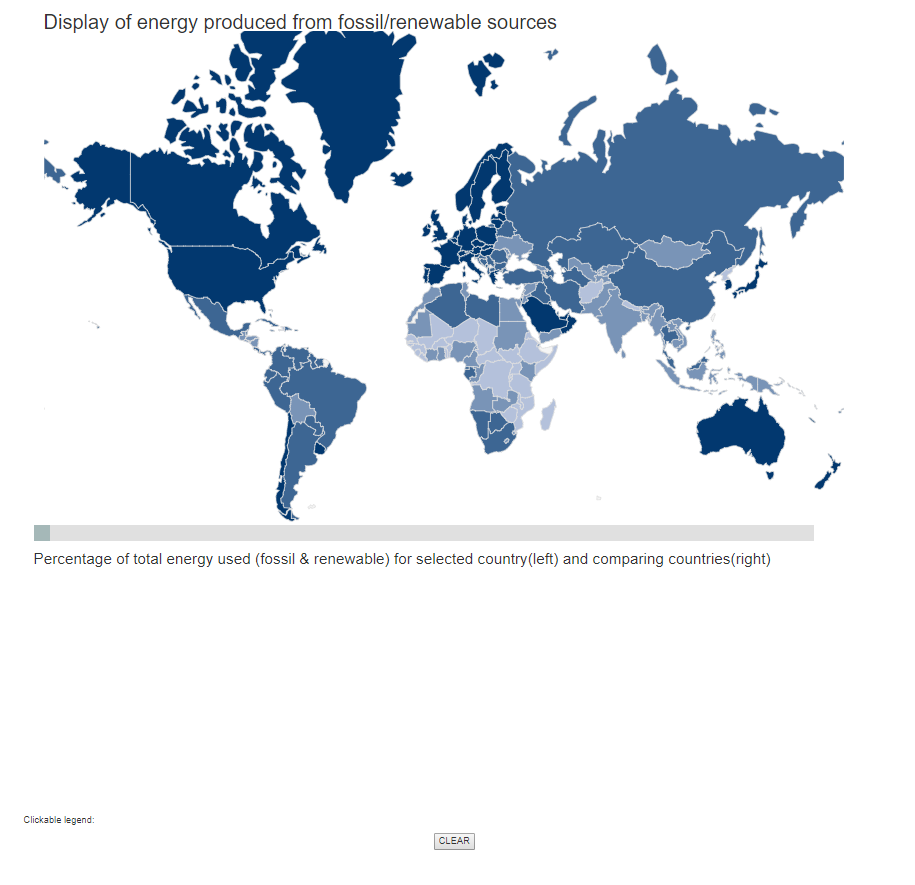 Display of energy produced from fossil/renewable sources
Percentage of total energy used (fossil & renewable) for selected country(left) and comparing countries(right)
Clickable legend:
CLEAR